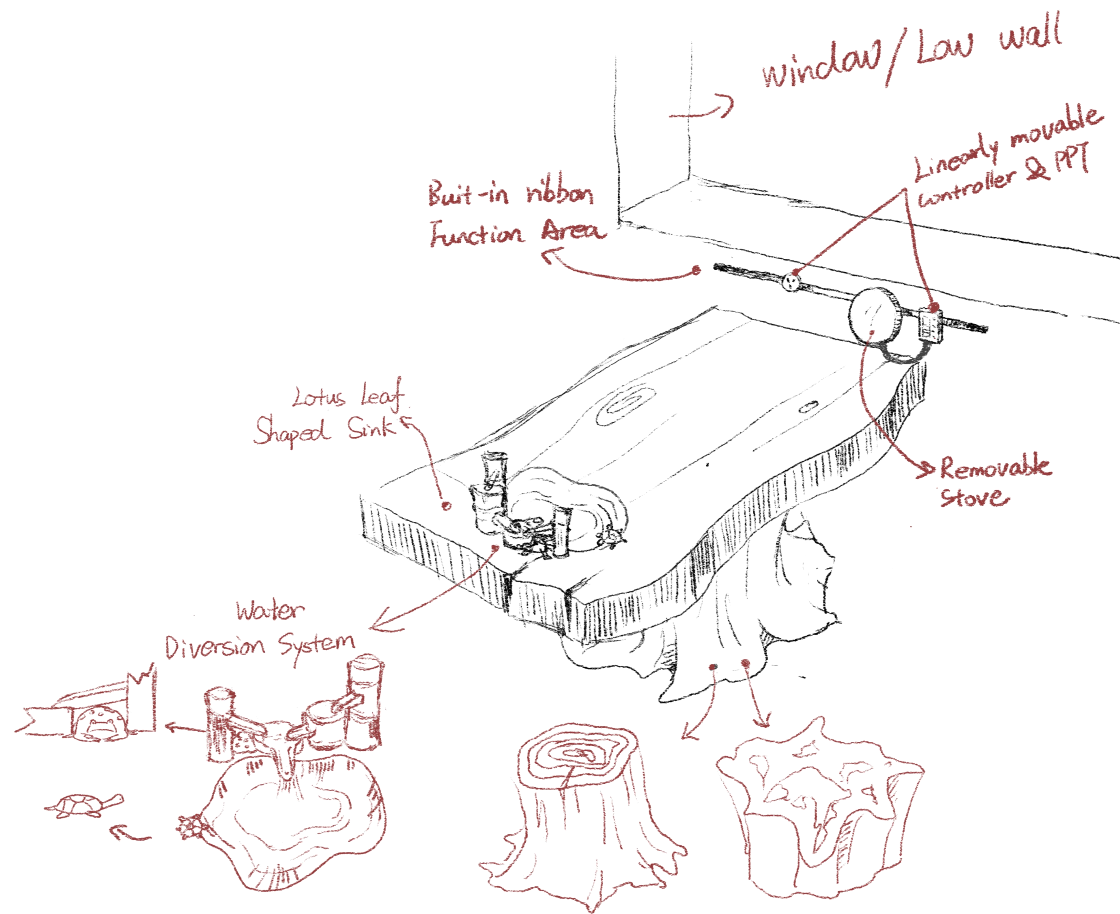 Window/Low wall
Linearly movable
controller & PPT
Buit-in ribbon
Function Area
Lotus Leaf
Shaped Sink
Removable
Stove
Water
Diversion System